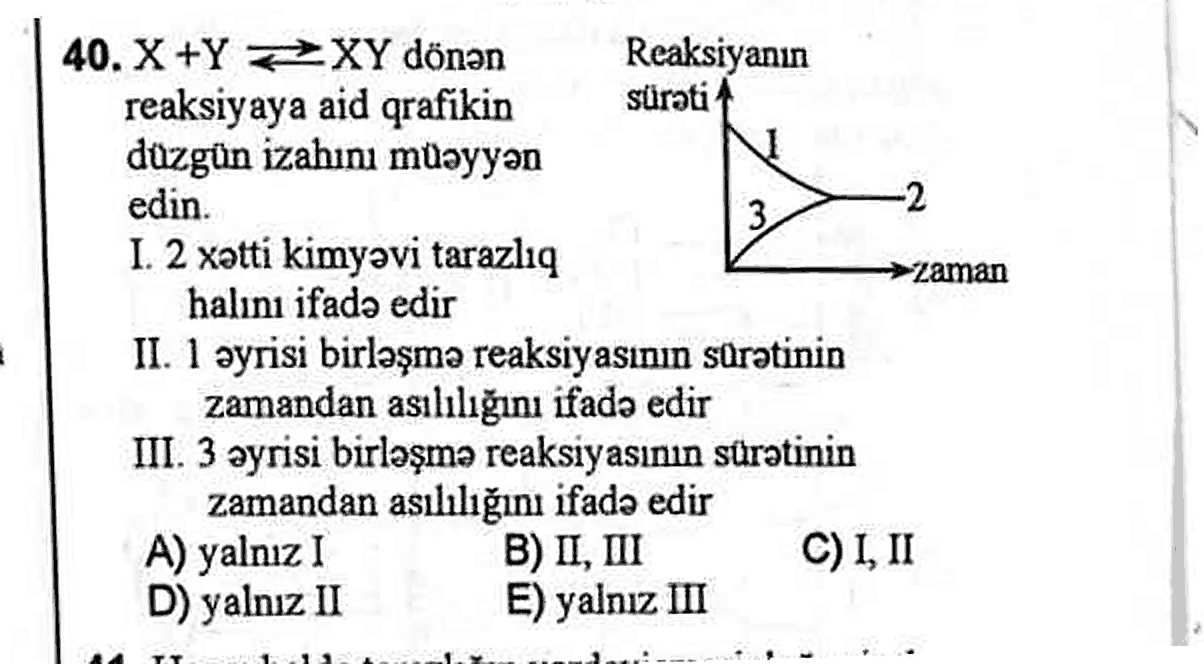 40. X + Y ⇄ XY dönən
reaksiyaya aid qrafikin
düzgün izahını müəyyən
edin.
Reaksiyanın
sürəti
1
2
3
zaman
I. 2 xətti kimyəvi tarazlıq
halını ifadə edir
II. 1 əyrisi birləşmə reaksiyasının sürətinin
zamandan asılılığını ifadə edir
III. 3 əyrisi birləşmə reaksiyasının sürətinin
zamandan asılılığını ifadə edir
A) yalnız I B) II, III C) I, II
D) yalnız II E) yalnız III